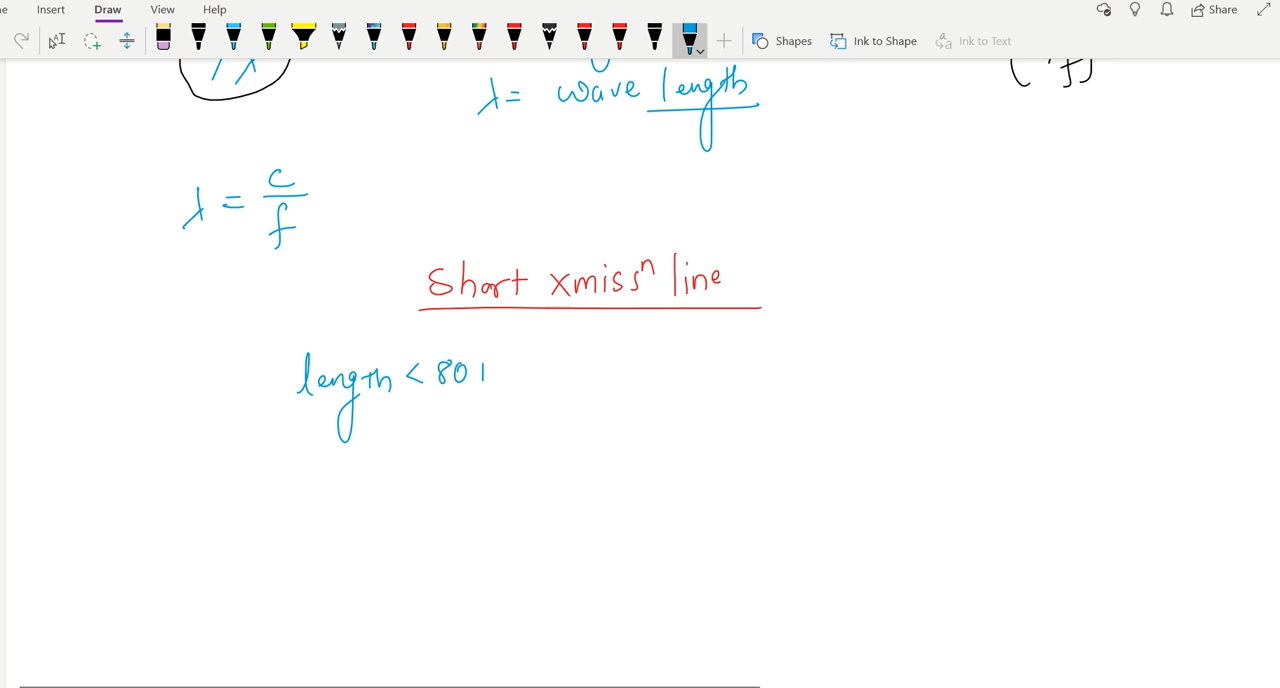 Insert Draw View Help Share
Shapes Ink to Shape Ink to Text
λ = wave length
λ = c/f
Short xmissⁿ line
length < 80